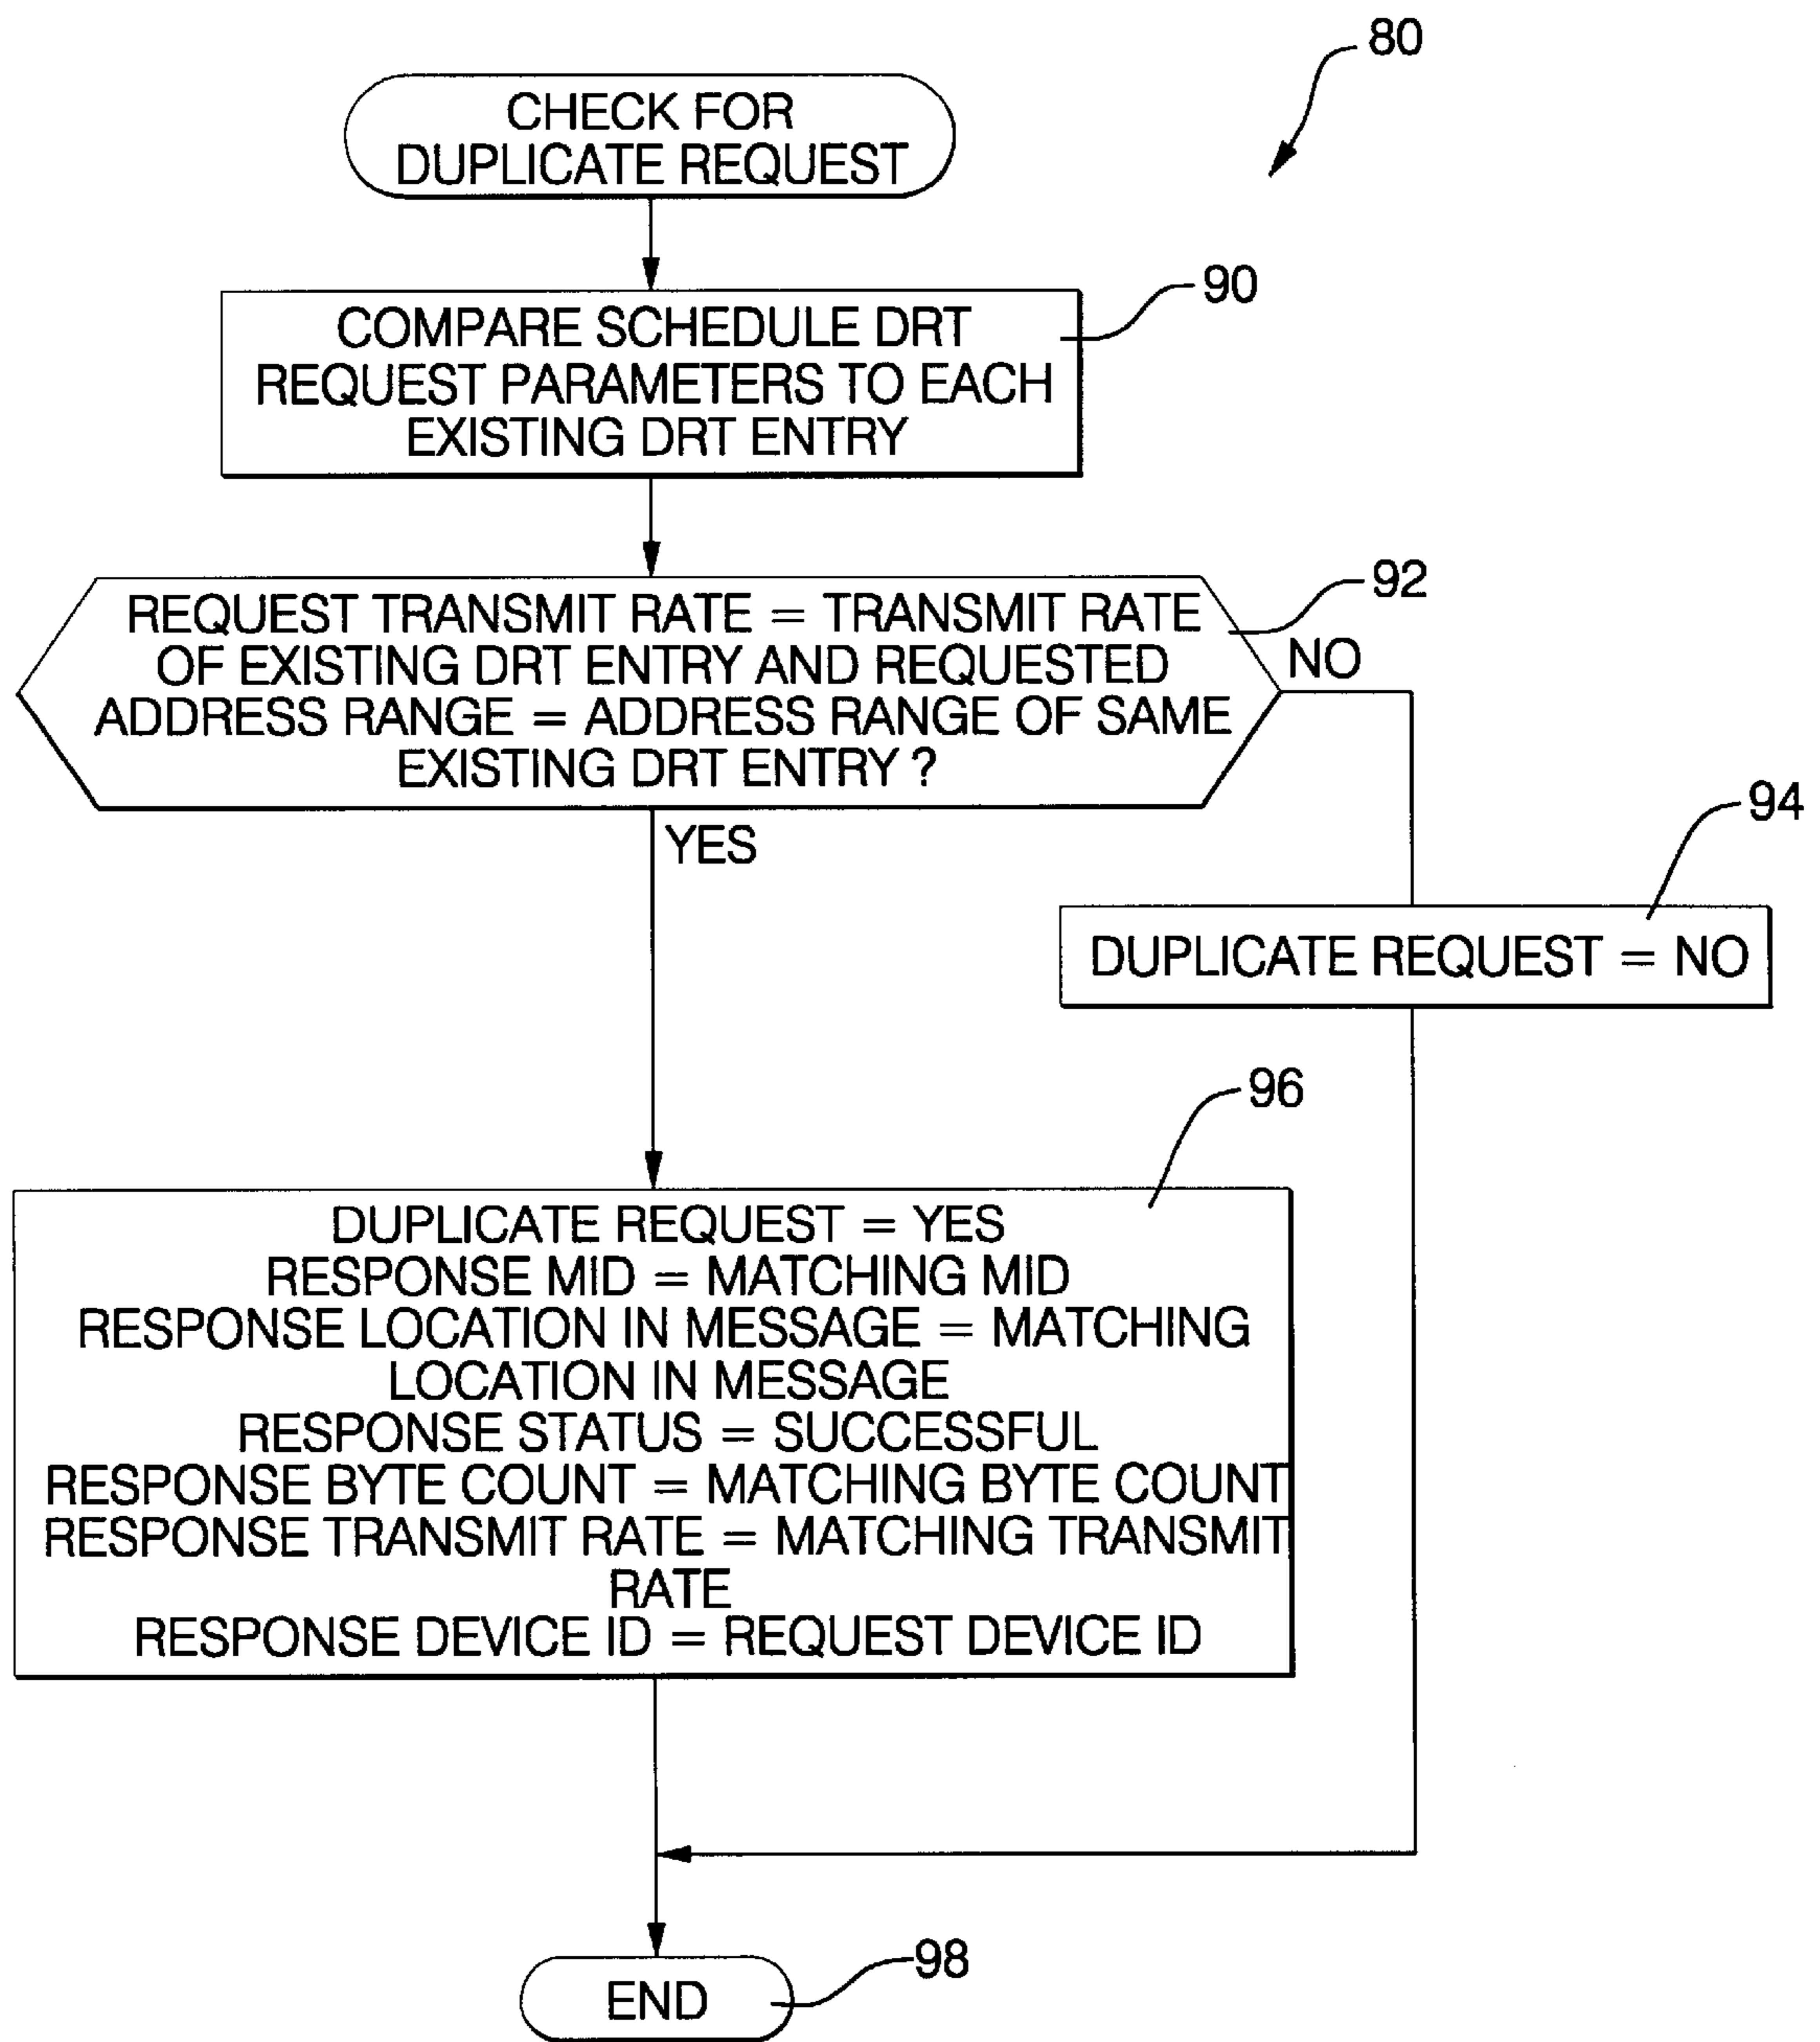 80
CHECK FOR
DUPLICATE REQUEST
90
COMPARE SCHEDULE DRT
REQUEST PARAMETERS TO EACH
EXISTING DRT ENTRY
92
REQUEST TRANSMIT RATE = TRANSMIT RATE
OF EXISTING DRT ENTRY AND REQUESTED
ADDRESS RANGE = ADDRESS RANGE OF SAME
EXISTING DRT ENTRY ?
NO
YES
94
DUPLICATE REQUEST = NO
96
DUPLICATE REQUEST = YES
RESPONSE MID = MATCHING MID
RESPONSE LOCATION IN MESSAGE = MATCHING
LOCATION IN MESSAGE
RESPONSE STATUS = SUCCESSFUL
RESPONSE BYTE COUNT = MATCHING BYTE COUNT
RESPONSE TRANSMIT RATE = MATCHING TRANSMIT
RATE
RESPONSE DEVICE ID = REQUEST DEVICE ID
98
END